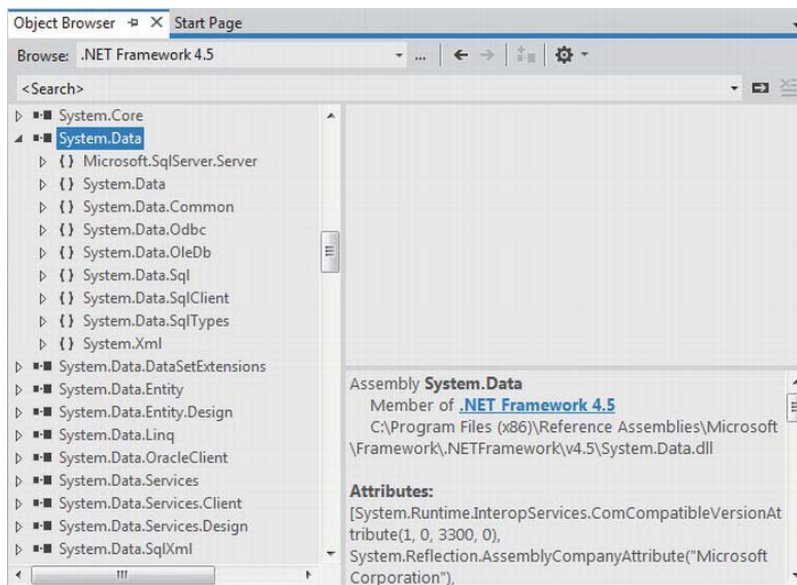 Object Browser Start Page
Browse: .NET Framework 4.5 ...
<Search>
System.Core
System.Data
{} Microsoft.SqlServer.Server
{} System.Data
{} System.Data.Common
{} System.Data.Odbc
{} System.Data.OleDb
{} System.Data.Sql
{} System.Data.SqlClient
{} System.Data.SqlTypes
{} System.Xml
System.Data.DataSetExtensions
System.Data.Entity
System.Data.Entity.Design
System.Data.Linq
System.Data.OracleClient
System.Data.Services
System.Data.Services.Client
System.Data.Services.Design
System.Data.SqlXml
Assembly System.Data
Member of .NET Framework 4.5
C:\Program Files (x86)\Reference Assemblies\Microsoft
\Framework\.NETFramework\v4.5\System.Data.dll
Attributes:
[System.Runtime.InteropServices.ComCompatibleVersionAt
tribute(1, 0, 3300, 0),
System.Reflection.AssemblyCompanyAttribute("Microsoft
Corporation"),